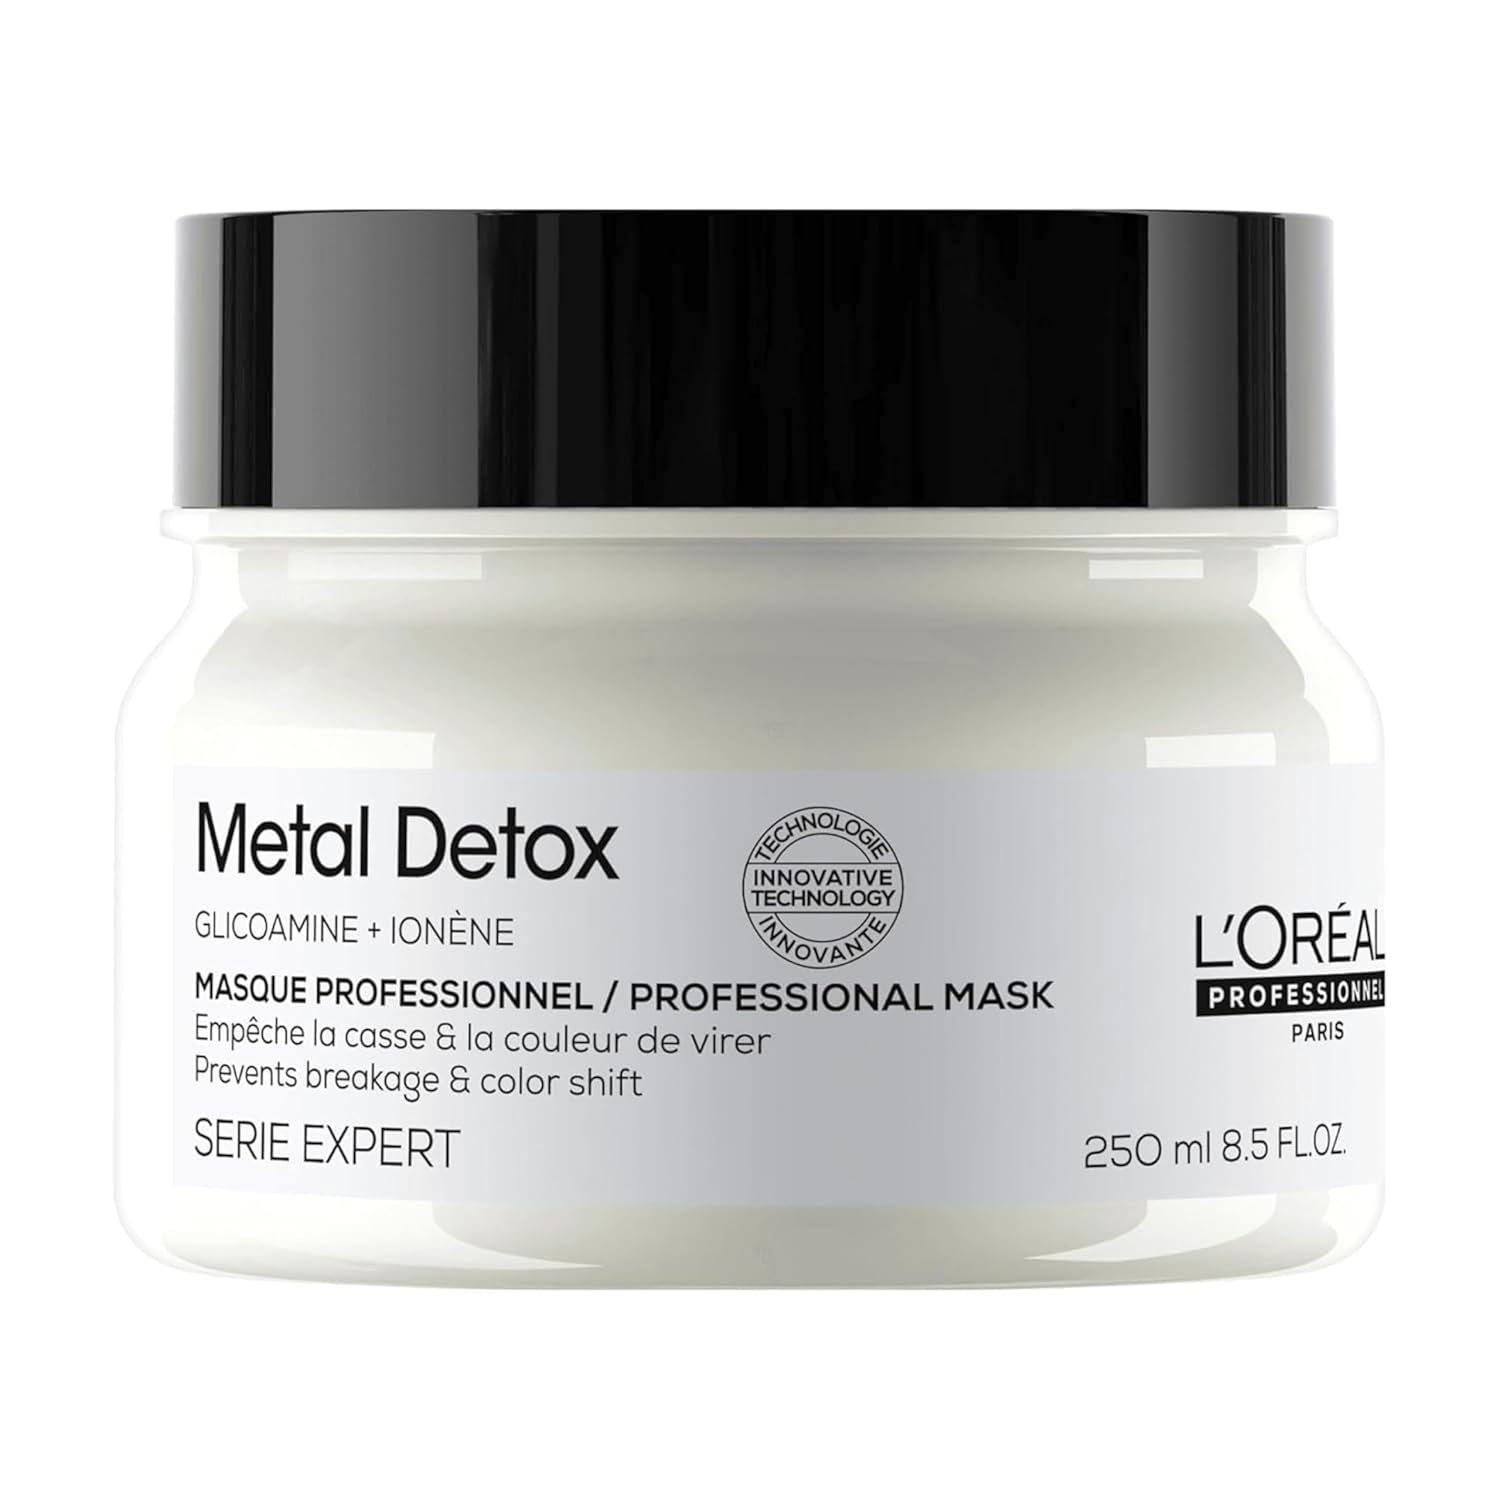 Metal Detox
GLICOAMINE + IONÈNE
TECHNOLOGIE
INNOVATIVE
TECHNOLOGY
INNOVANTE
MASQUE PROFESSIONNEL / PROFESSIONAL MASK
Empêche la casse & la couleur de virer
Prevents breakage & color shift
SERIE EXPERT
L'ORÉAL
PROFESSIONNEL
PARIS
250 ml 8.5 FL.OZ.